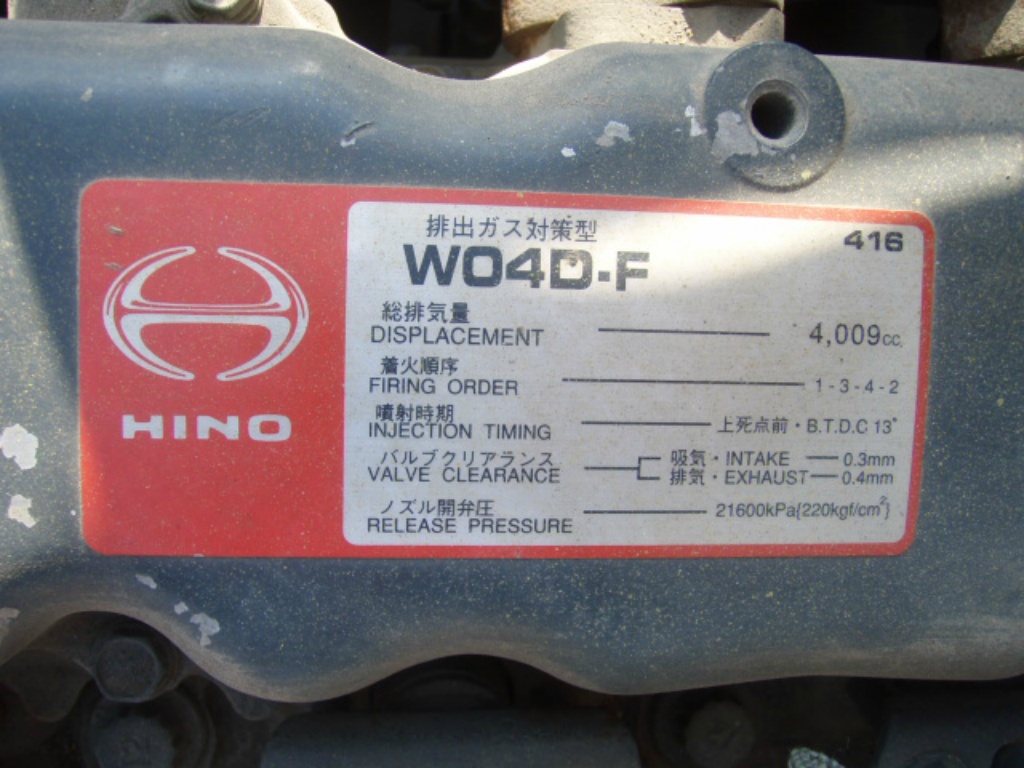 HINO
排出ガス対策型
416
W04D-F
総排気量
DISPLACEMENT 4,009cc.
着火順序
FIRING ORDER 1-3-4-2
噴射時期
INJECTION TIMING 上死点前・B.T.D.C 13°
バルブクリアランス
VALVE CLEARANCE
吸気・INTAKE 0.3mm
排気・EXHAUST 0.4mm
ノズル開弁圧
RELEASE PRESSURE 21600kPa{220kgf/cm²}